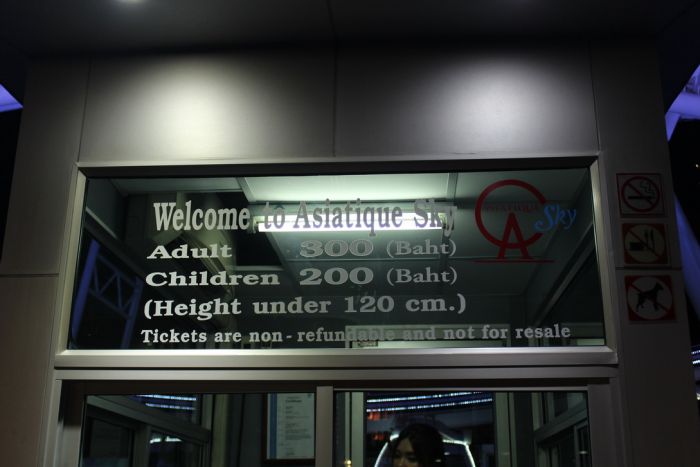 Welcome to Asiatique Sky
Adult 300 (Baht)
Children 200 (Baht)
(Height under 120 cm.)
Tickets are non - refundable and not for resale
ASIATIQUE
Sky